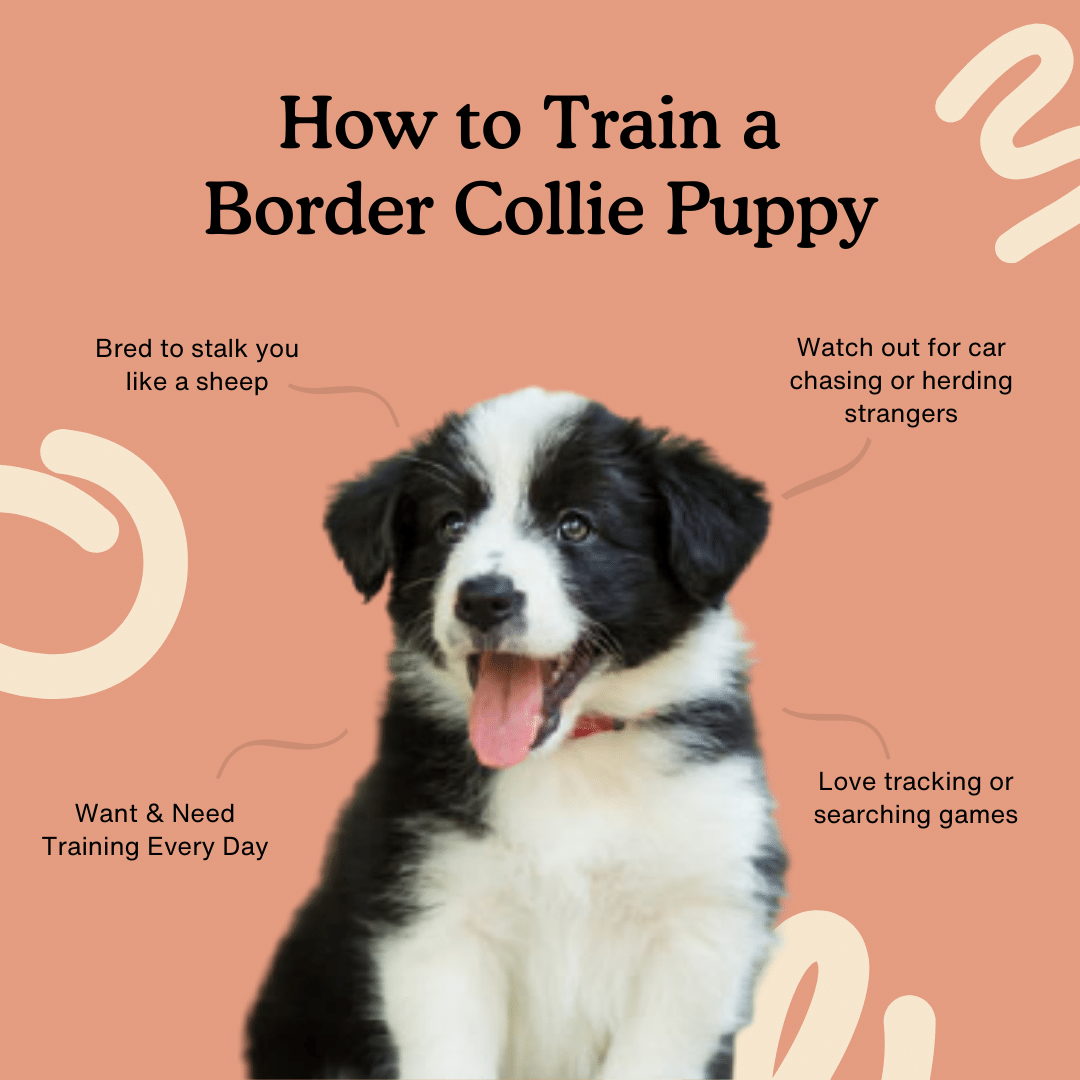 How to Train a
Border Collie Puppy
Bred to stalk you
like a sheep
Watch out for car
chasing or herding
strangers
Want & Need
Training Every Day
Love tracking or
searching games